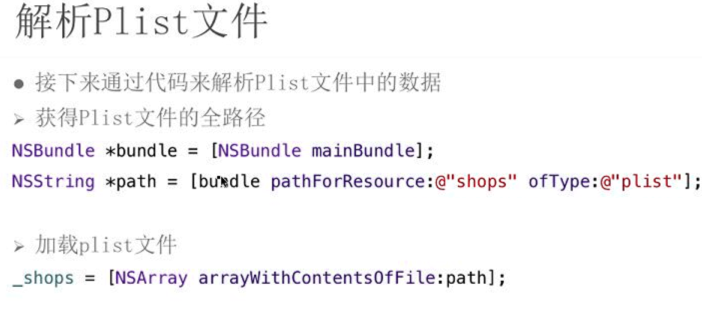 解析Plist文件
● 接下来通过代码来解析Plist文件中的数据
➢ 获得Plist文件的全路径
NSBundle *bundle = [NSBundle mainBundle];
NSString *path = [bundle pathForResource:@"shops" ofType:@"plist"];
➢ 加载plist文件
_shops = [NSArray arrayWithContentsOfFile:path];